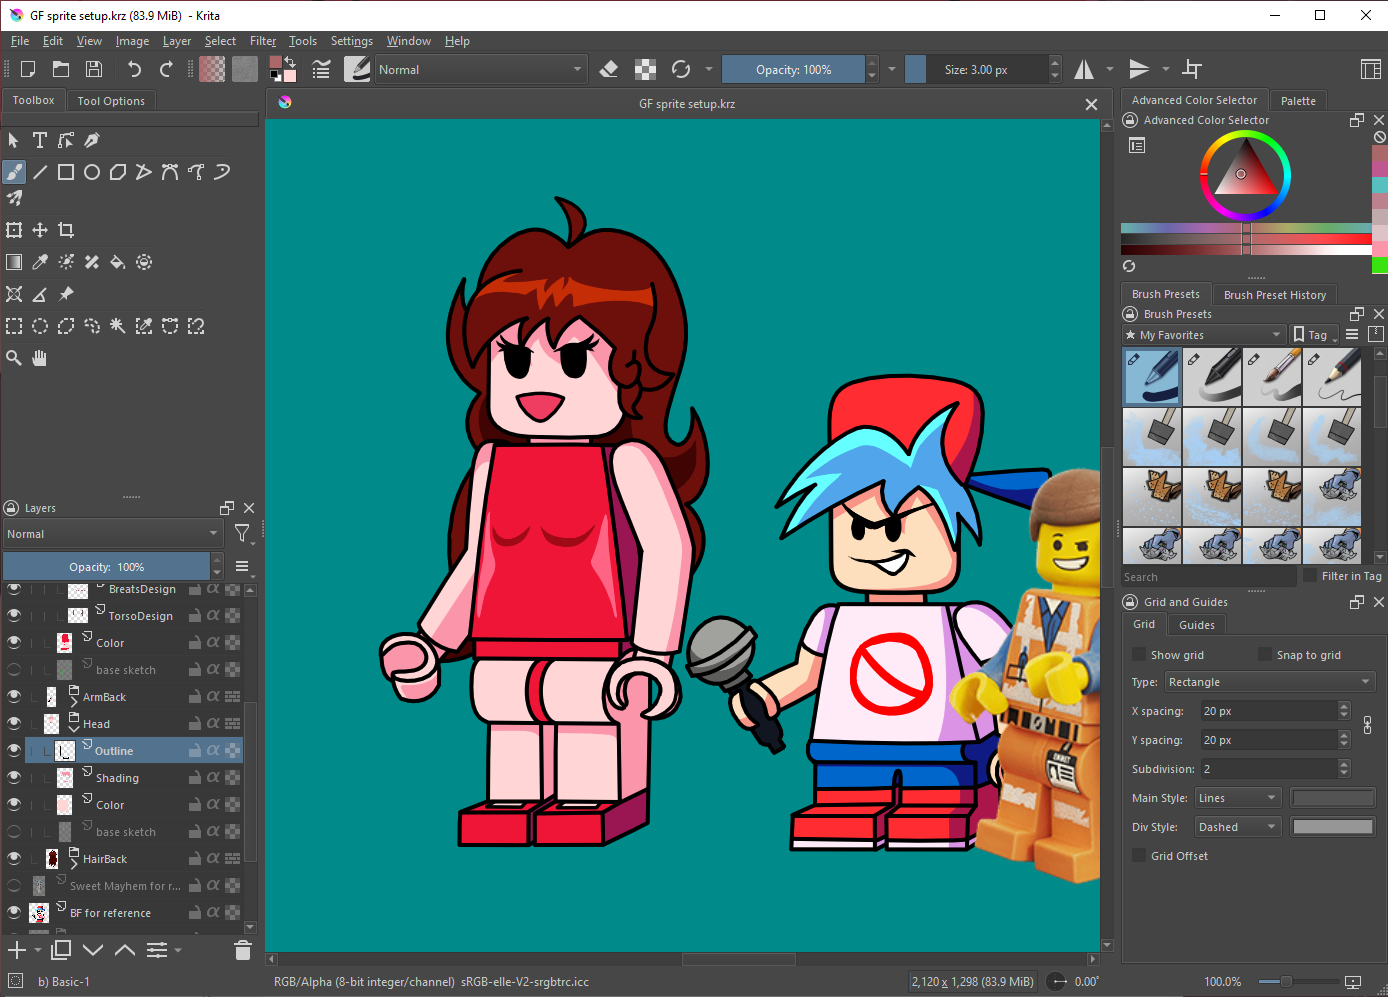 GF sprite setup.krz (83.9 MiB)  - Krita
File Edit View Image Layer Select Filter Tools Settings Window Help
Normal
Opacity: 100%
Size: 3.00 px
Toolbox
Tool Options
GF sprite setup.krz
Advanced Color Selector
Palette
Advanced Color Selector
Brush Presets
Brush Preset History
Brush Presets
My Favorites
Tag
Search
Filter in Tag
Grid and Guides
Grid
Guides
Show grid
Snap to grid
Type: Rectangle
X spacing: 20 px
Y spacing: 20 px
Subdivision: 2
Main Style: Lines
Div Style: Dashed
Grid Offset
Layers
Normal
Opacity: 100%
BreatsDesign
TorsoDesign
Color
base sketch
ArmBack
Head
Outline
Shading
Color
base sketch
HairBack
Sweet Mayhem for r...
BF for reference
EMMET
b) Basic-1
RGB/Alpha (8-bit integer/channel) sRGB-elle-V2-srgbtrc.icc
2,120 x 1,298 (83.9 MiB)
0.00°
100.0%